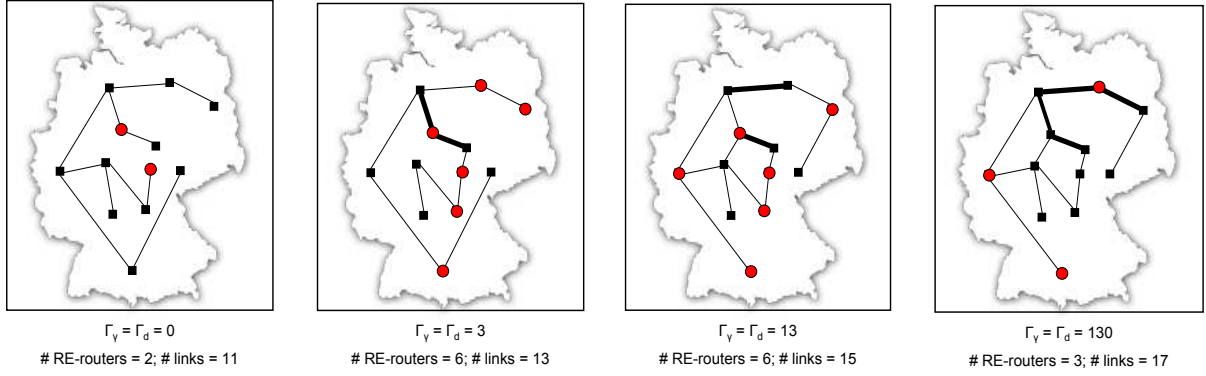 Γγ = Γd = 0
# RE-routers = 2; # links = 11
Γγ = Γd = 3
# RE-routers = 6; # links = 13
Γγ = Γd = 13
# RE-routers = 6; # links = 15
Γγ = Γd = 130
# RE-routers = 3; # links = 17